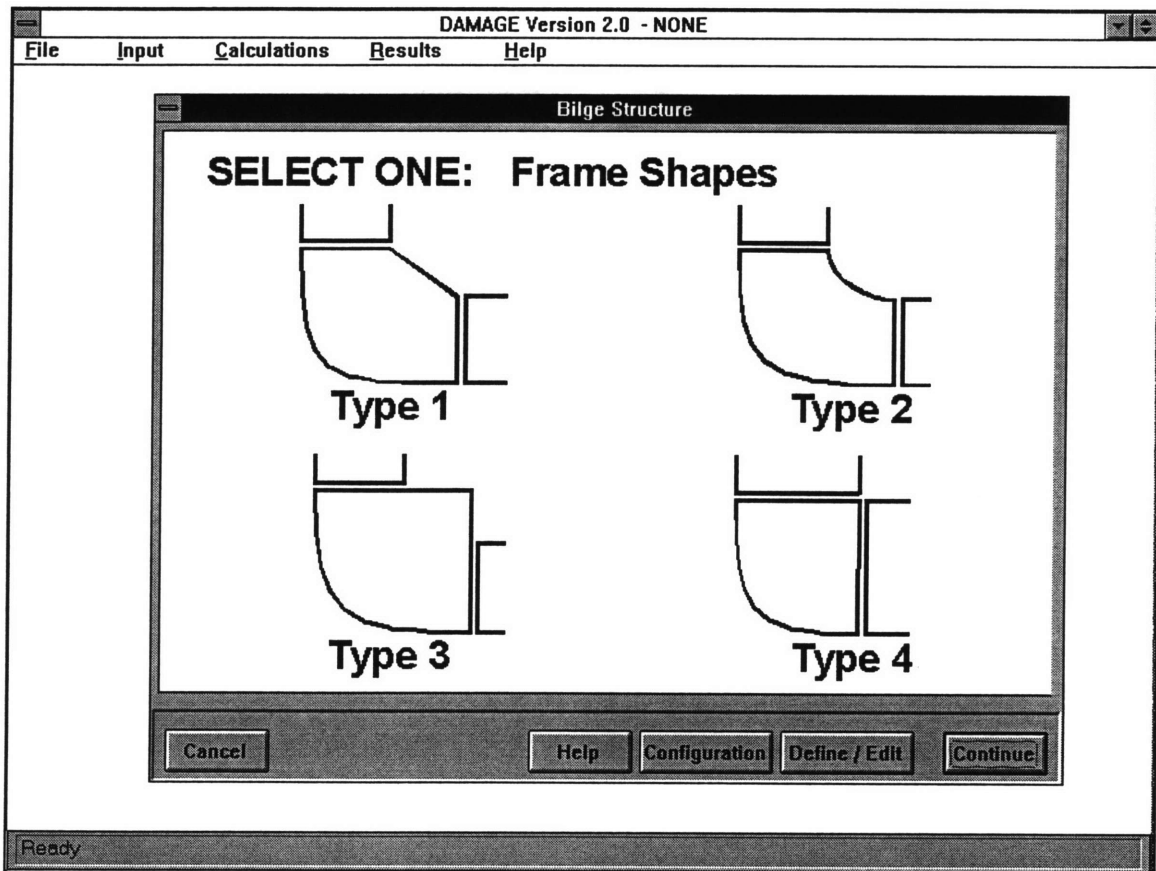 DAMAGE Version 2.0 - NONE
File Input Calculations Results Help
Bilge Structure
SELECT ONE: Frame Shapes
Type 1 Type 2
Type 3 Type 4
Cancel Help Configuration Define / Edit Continue
Ready